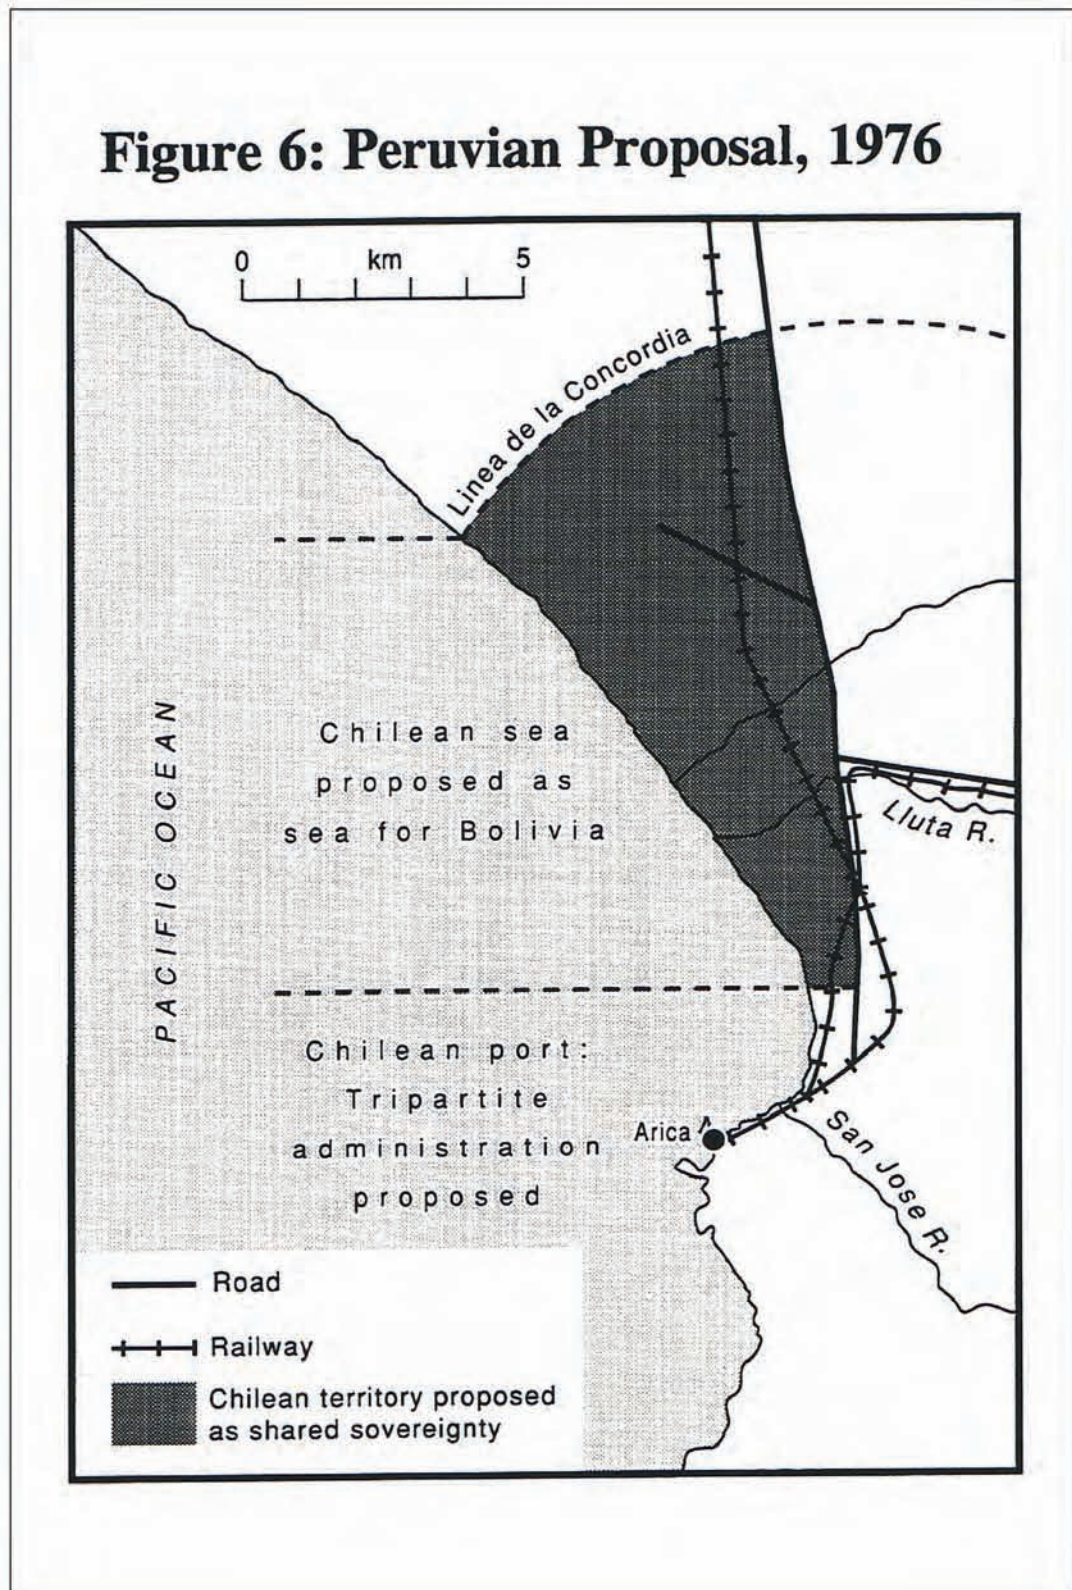 Figure 6: Peruvian Proposal, 1976
0 km 5
Linea de la Concordia
PACIFIC OCEAN
Chilean sea
proposed as
sea for Bolivia
Lluta R.
Chilean port:
Tripartite
administration
proposed
Arica
San Jose R.
Road
Railway
Chilean territory proposed
as shared sovereignty